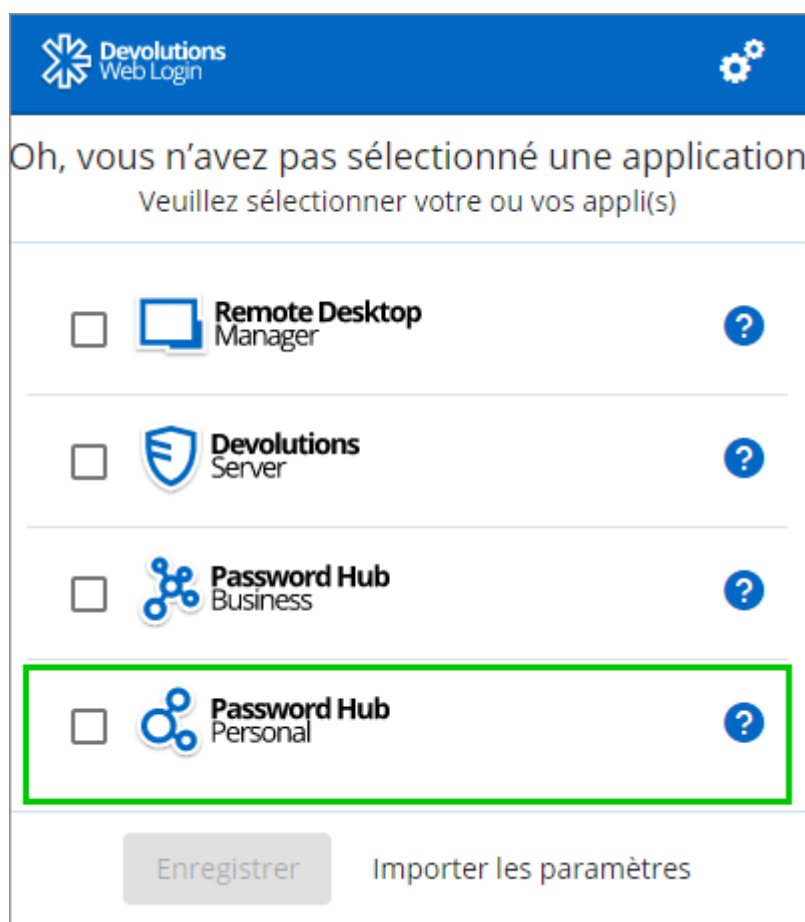 Devolutions
Web Login
Oh, vous n’avez pas sélectionné une application
Veuillez sélectionner votre ou vos appli(s)
Remote Desktop
Manager
?
Devolutions
Server
?
Password Hub
Business
?
Password Hub
Personal
?
Enregistrer Importer les paramètres